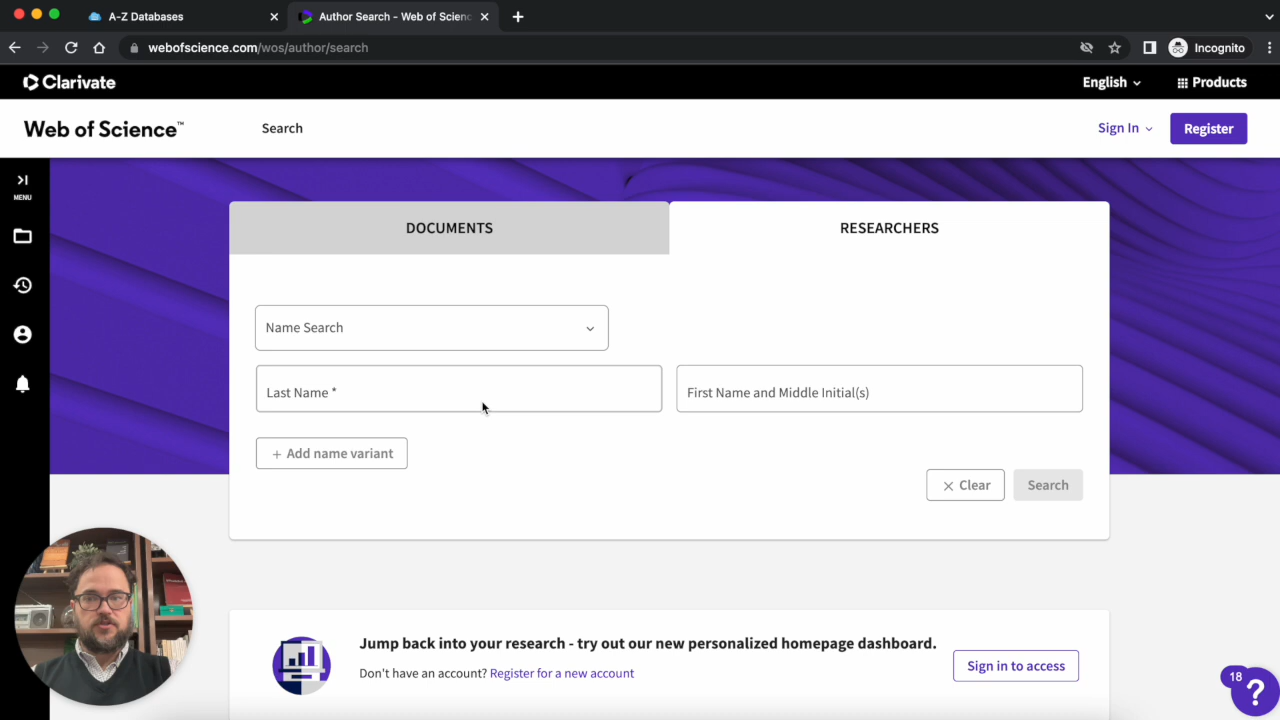 A-Z Databases
Author Search - Web of Scienc
webofscience.com/wos/author/search
Incognito
Clarivate
English
Products
Web of Science™
Search
Sign In
Register
MENU
DOCUMENTS
RESEARCHERS
Name Search
Last Name *
First Name and Middle Initial(s)
+ Add name variant
Clear
Search
Jump back into your research - try out our new personalized homepage dashboard.
Don't have an account? Register for a new account
Sign in to access
18
?